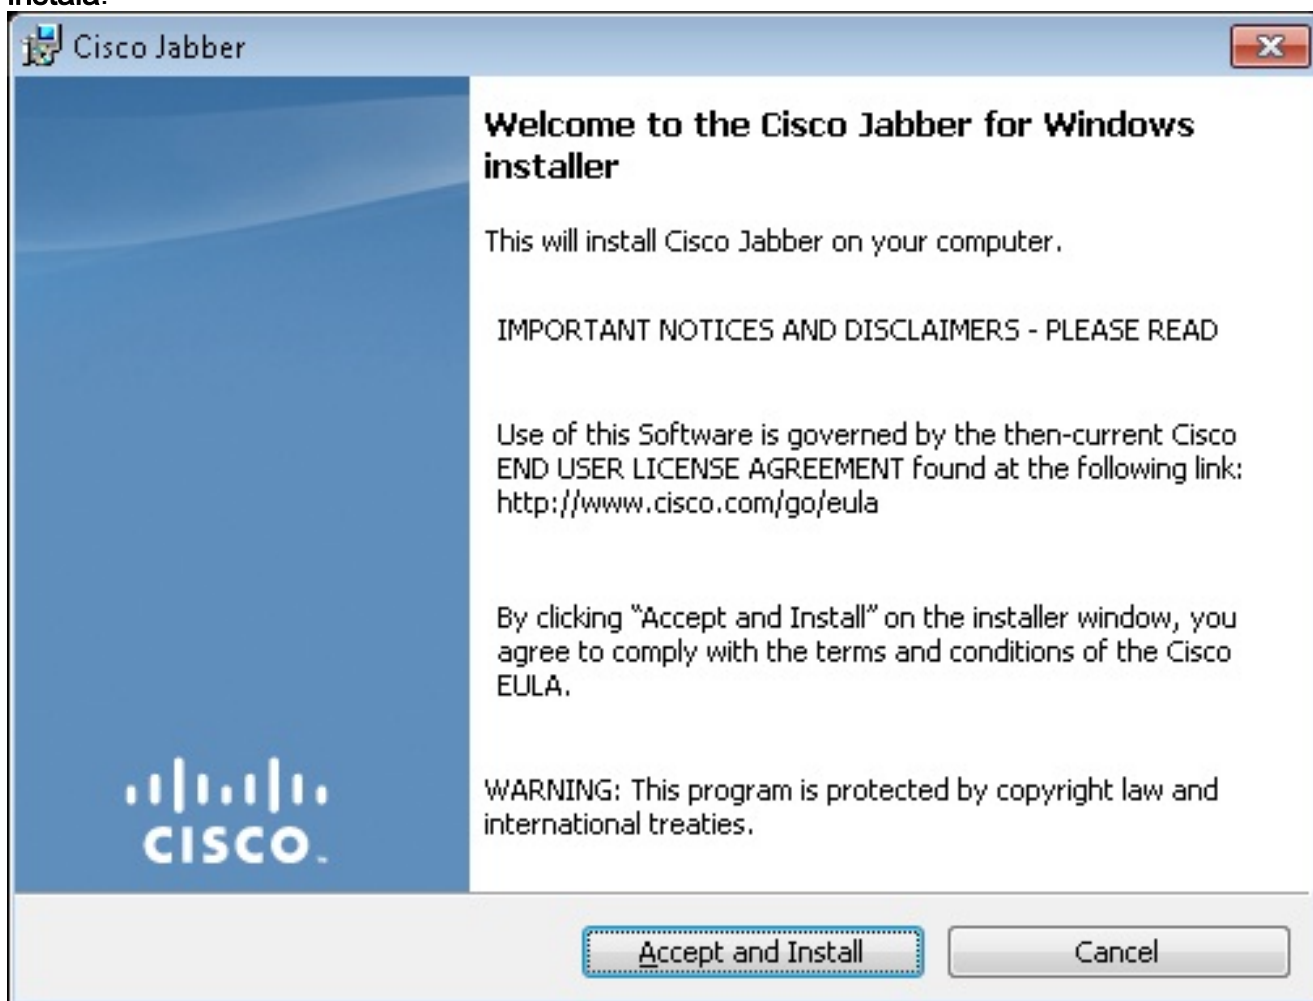 instala.
Cisco Jabber
Welcome to the Cisco Jabber for Windows
installer
This will install Cisco Jabber on your computer.
IMPORTANT NOTICES AND DISCLAIMERS - PLEASE READ
Use of this Software is governed by the then-current Cisco
END USER LICENSE AGREEMENT found at the following link:
http://www.cisco.com/go/eula
By clicking “Accept and Install” on the installer window, you
agree to comply with the terms and conditions of the Cisco
EULA.
WARNING: This program is protected by copyright law and
international treaties.
CISCO™
Accept and Install
Cancel